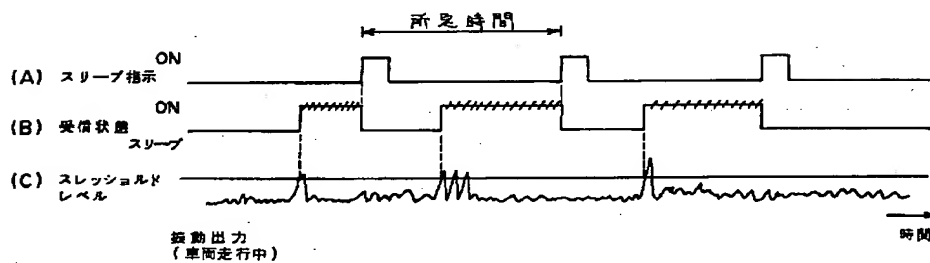 所定時間
ON
(A) スリープ指示
ON
(B) 受信状態
スリープ
(C) スレッショルド
レベル
時間
振動出力
(車両走行中)